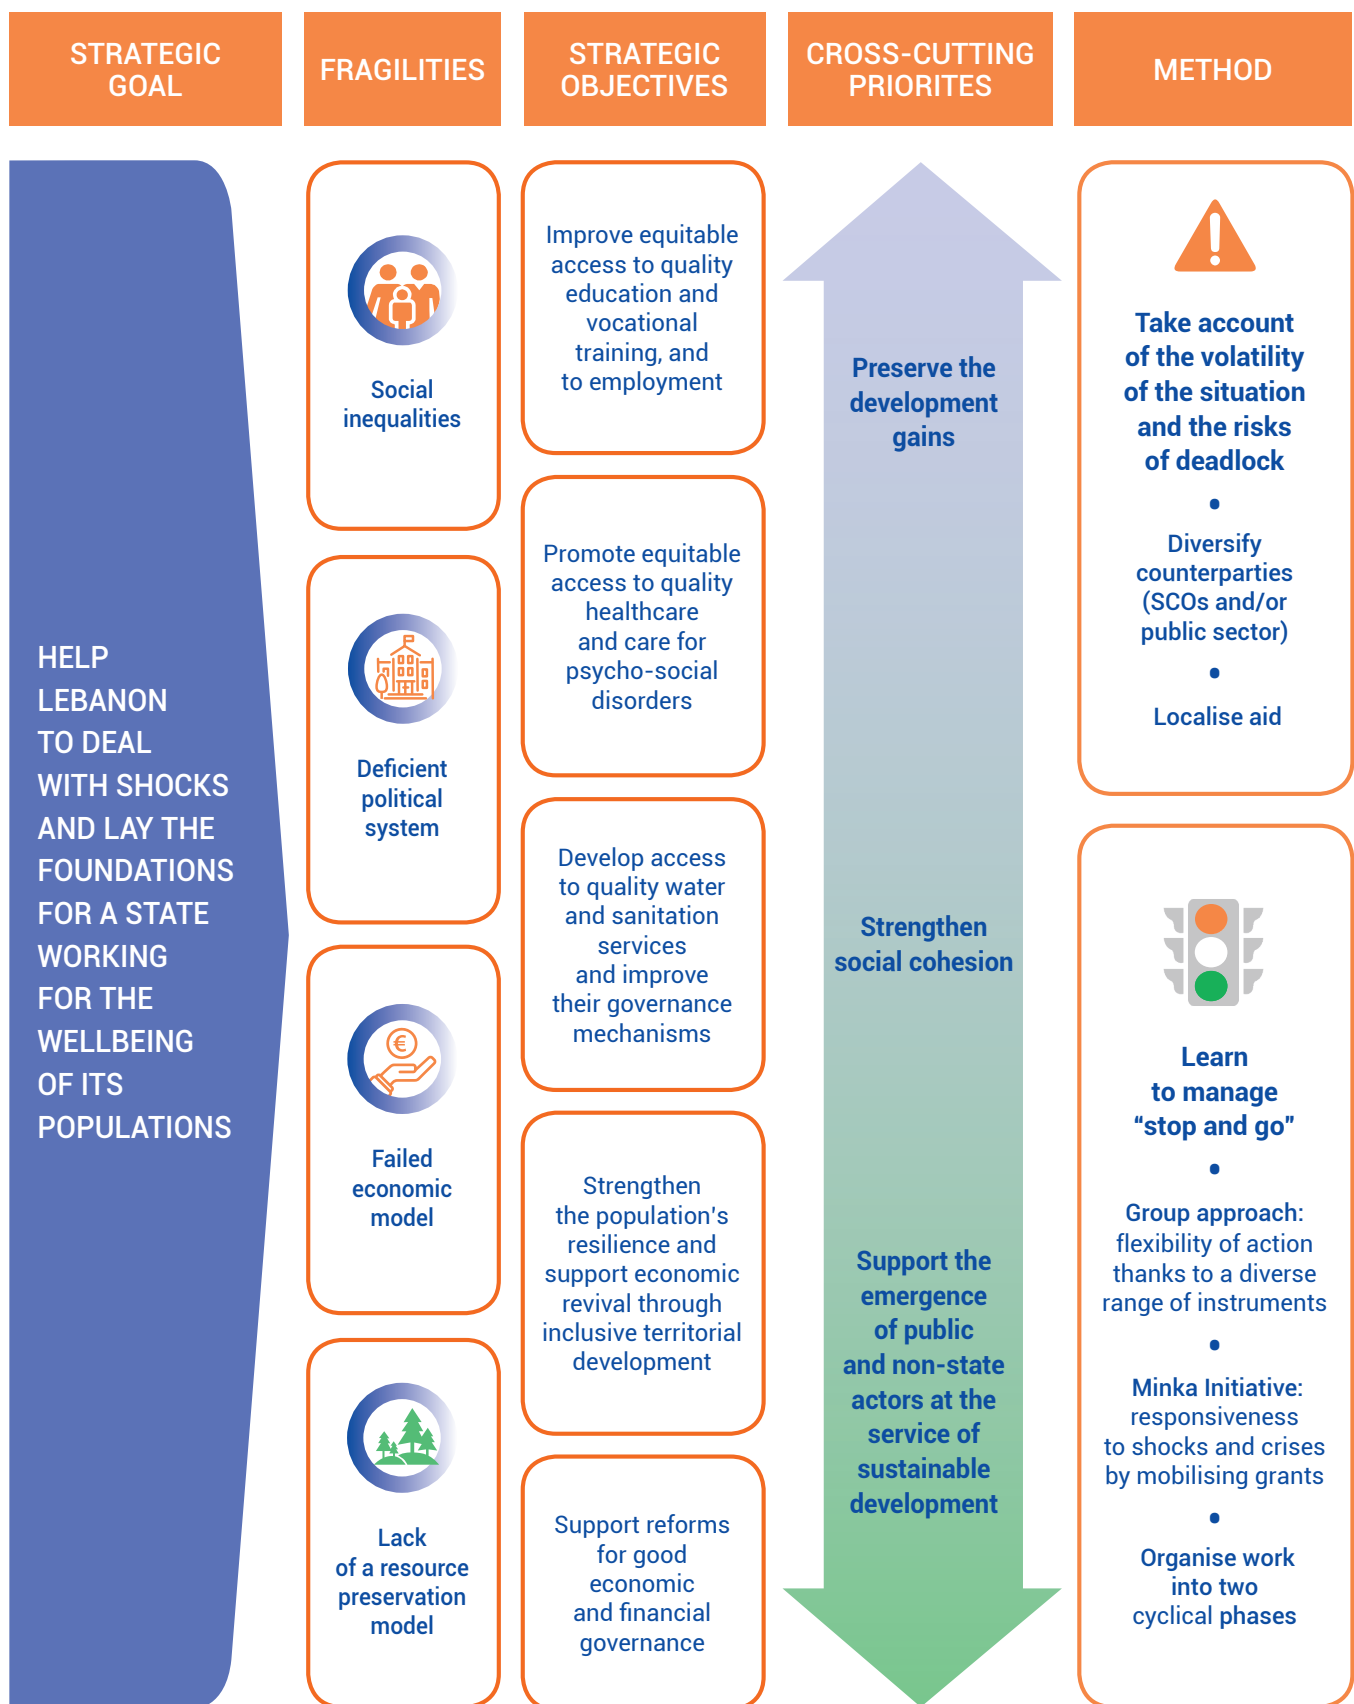 STRATEGIC
GOAL
FRAGILITIES
STRATEGIC
OBJECTIVES
CROSS-CUTTING
PRIORITES
METHOD
HELP
LEBANON
TO DEAL
WITH SHOCKS
AND LAY THE
FOUNDATIONS
FOR A STATE
WORKING
FOR THE
WELLBEING
OF ITS
POPULATIONS
Social
inequalities
Deficient
political
system
Failed
economic
model
Lack
of a resource
preservation
model
Improve equitable
access to quality
education and
vocational
training, and
to employment
Promote equitable
access to quality
healthcare
and care for
psycho-social
disorders
Develop access
to quality water
and sanitation
services
and improve
their governance
mechanisms
Strengthen
the population's
resilience and
support economic
revival through
inclusive territorial
development
Support reforms
for good
economic
and financial
governance
Preserve the
development
gains
Strengthen
social cohesion
Support the
emergence
of public
and non-state
actors at the
service of
sustainable
development
Take account
of the volatility
of the situation
and the risks
of deadlock
•
Diversify
counterparties
(SCOs and/or
public sector)
•
Localise aid
Learn
to manage
“stop and go”
•
Group approach:
flexibility of action
thanks to a diverse
range of instruments
•
Minka Initiative:
responsiveness
to shocks and crises
by mobilising grants
•
Organise work
into two
cyclical phases
€